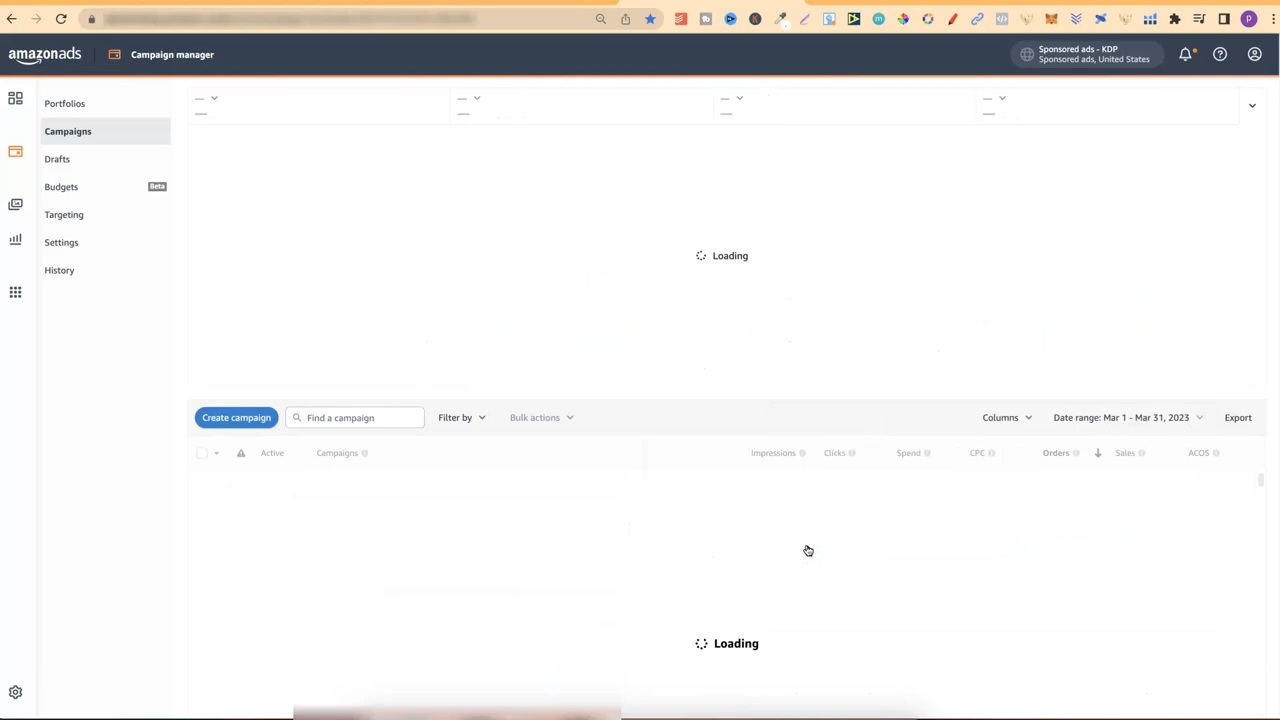 amazonads
Campaign manager
Sponsored ads - KDP
Sponsored ads, United States
P
Portfolios
Campaigns
Drafts
Budgets
Beta
Targeting
Settings
History
Loading
Create campaign
Find a campaign
Filter by
Bulk actions
Columns
Date range: Mar 1 - Mar 31, 2023
Export
Active
Campaigns
Impressions
Clicks
Spend
CPC
Orders
Sales
ACOS
Loading